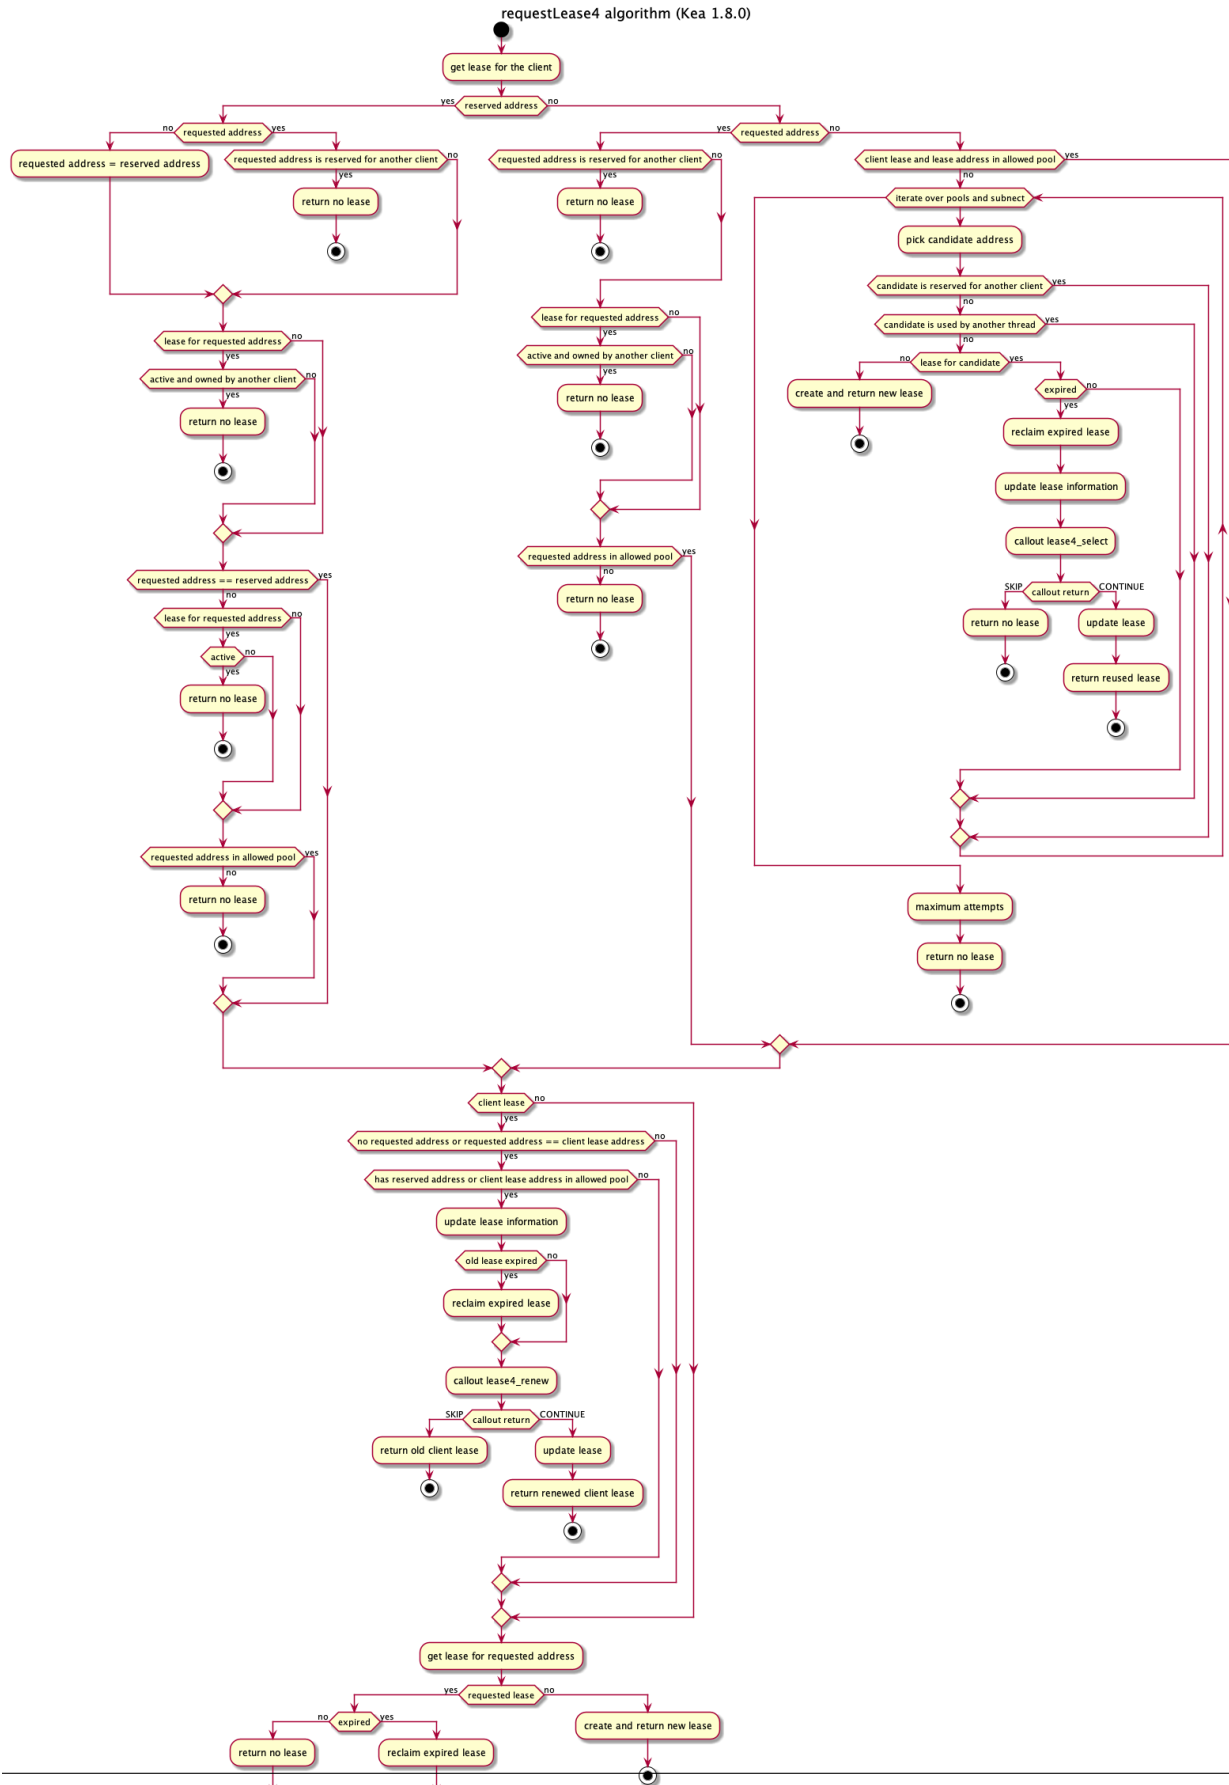 requestLease4 algorithm (Kea 1.8.0)
get lease for the client
yes
reserved address
no
no
requested address
yes
requested address = reserved address
requested address is reserved for another client
no
yes
return no lease
lease for requested address
no
yes
active and owned by another client
no
yes
return no lease
requested address == reserved address
yes
no
lease for requested address
no
yes
active
no
yes
return no lease
requested address in allowed pool
yes
no
return no lease
yes
requested address
no
requested address is reserved for another client
no
yes
return no lease
lease for requested address
no
yes
active and owned by another client
no
yes
return no lease
requested address in allowed pool
yes
no
return no lease
client lease and lease address in allowed pool
yes
no
iterate over pools and subnect
pick candidate address
candidate is reserved for another client
yes
no
candidate is used by another thread
yes
no
no
lease for candidate
yes
create and return new lease
expired
no
yes
reclaim expired lease
update lease information
callout lease4_select
SKIP
callout return
CONTINUE
return no lease
update lease
return reused lease
maximum attempts
return no lease
client lease
no
yes
no requested address or requested address == client lease address
no
yes
has reserved address or client lease address in allowed pool
no
yes
update lease information
old lease expired
no
yes
reclaim expired lease
callout lease4_renew
SKIP
callout return
CONTINUE
return old client lease
update lease
return renewed client lease
get lease for requested address
yes
requested lease
no
no
expired
yes
create and return new lease
return no lease
reclaim expired lease